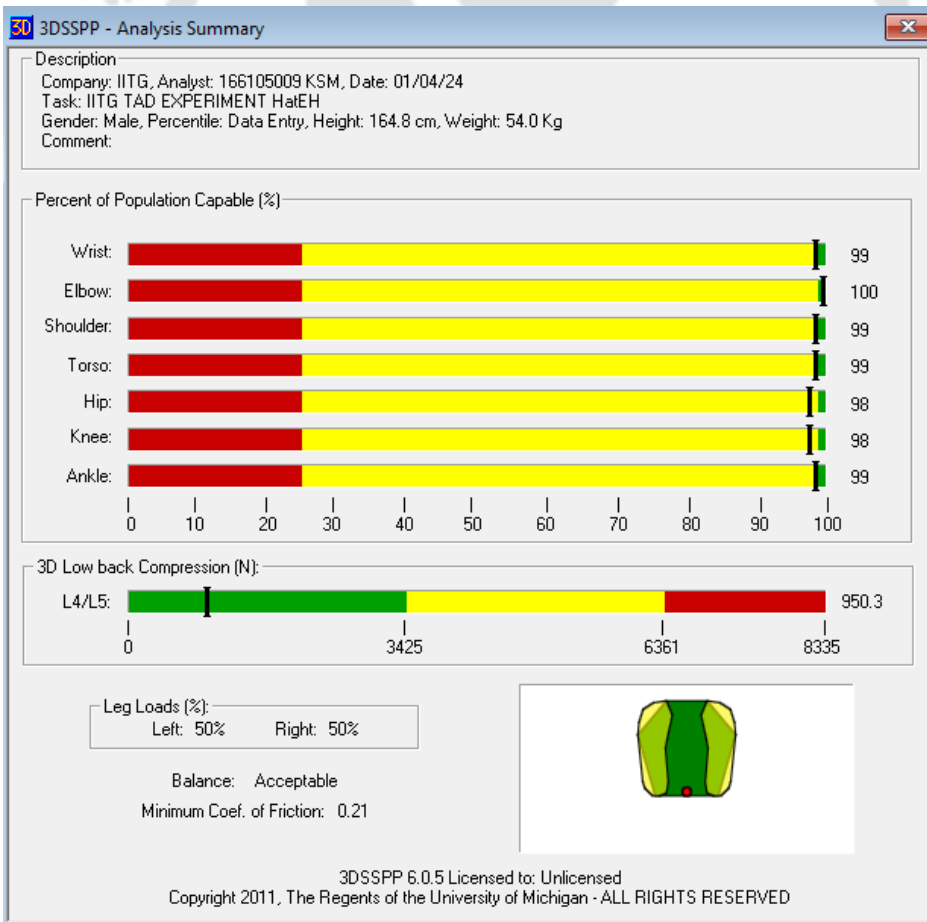 3D 3DSSPP - Analysis Summary
Description
Company: IITG, Analyst: 166105009 KSM, Date: 01/04/24
Task: IITG TAD EXPERIMENT HatEH
Gender: Male, Percentile: Data Entry, Height: 164.8 cm, Weight: 54.0 Kg
Comment:
Percent of Population Capable (%)
Wrist: 99
Elbow: 100
Shoulder: 99
Torso: 99
Hip: 98
Knee: 98
Ankle: 99
0 10 20 30 40 50 60 70 80 90 100
3D Low back Compression (N):
L4/L5: 950.3
0 3425 6361 8335
Leg Loads (%):
Left: 50% Right: 50%
Balance: Acceptable
Minimum Coef. of Friction: 0.21
3DSSPP 6.0.5 Licensed to: Unlicensed
Copyright 2011, The Regents of the University of Michigan - ALL RIGHTS RESERVED